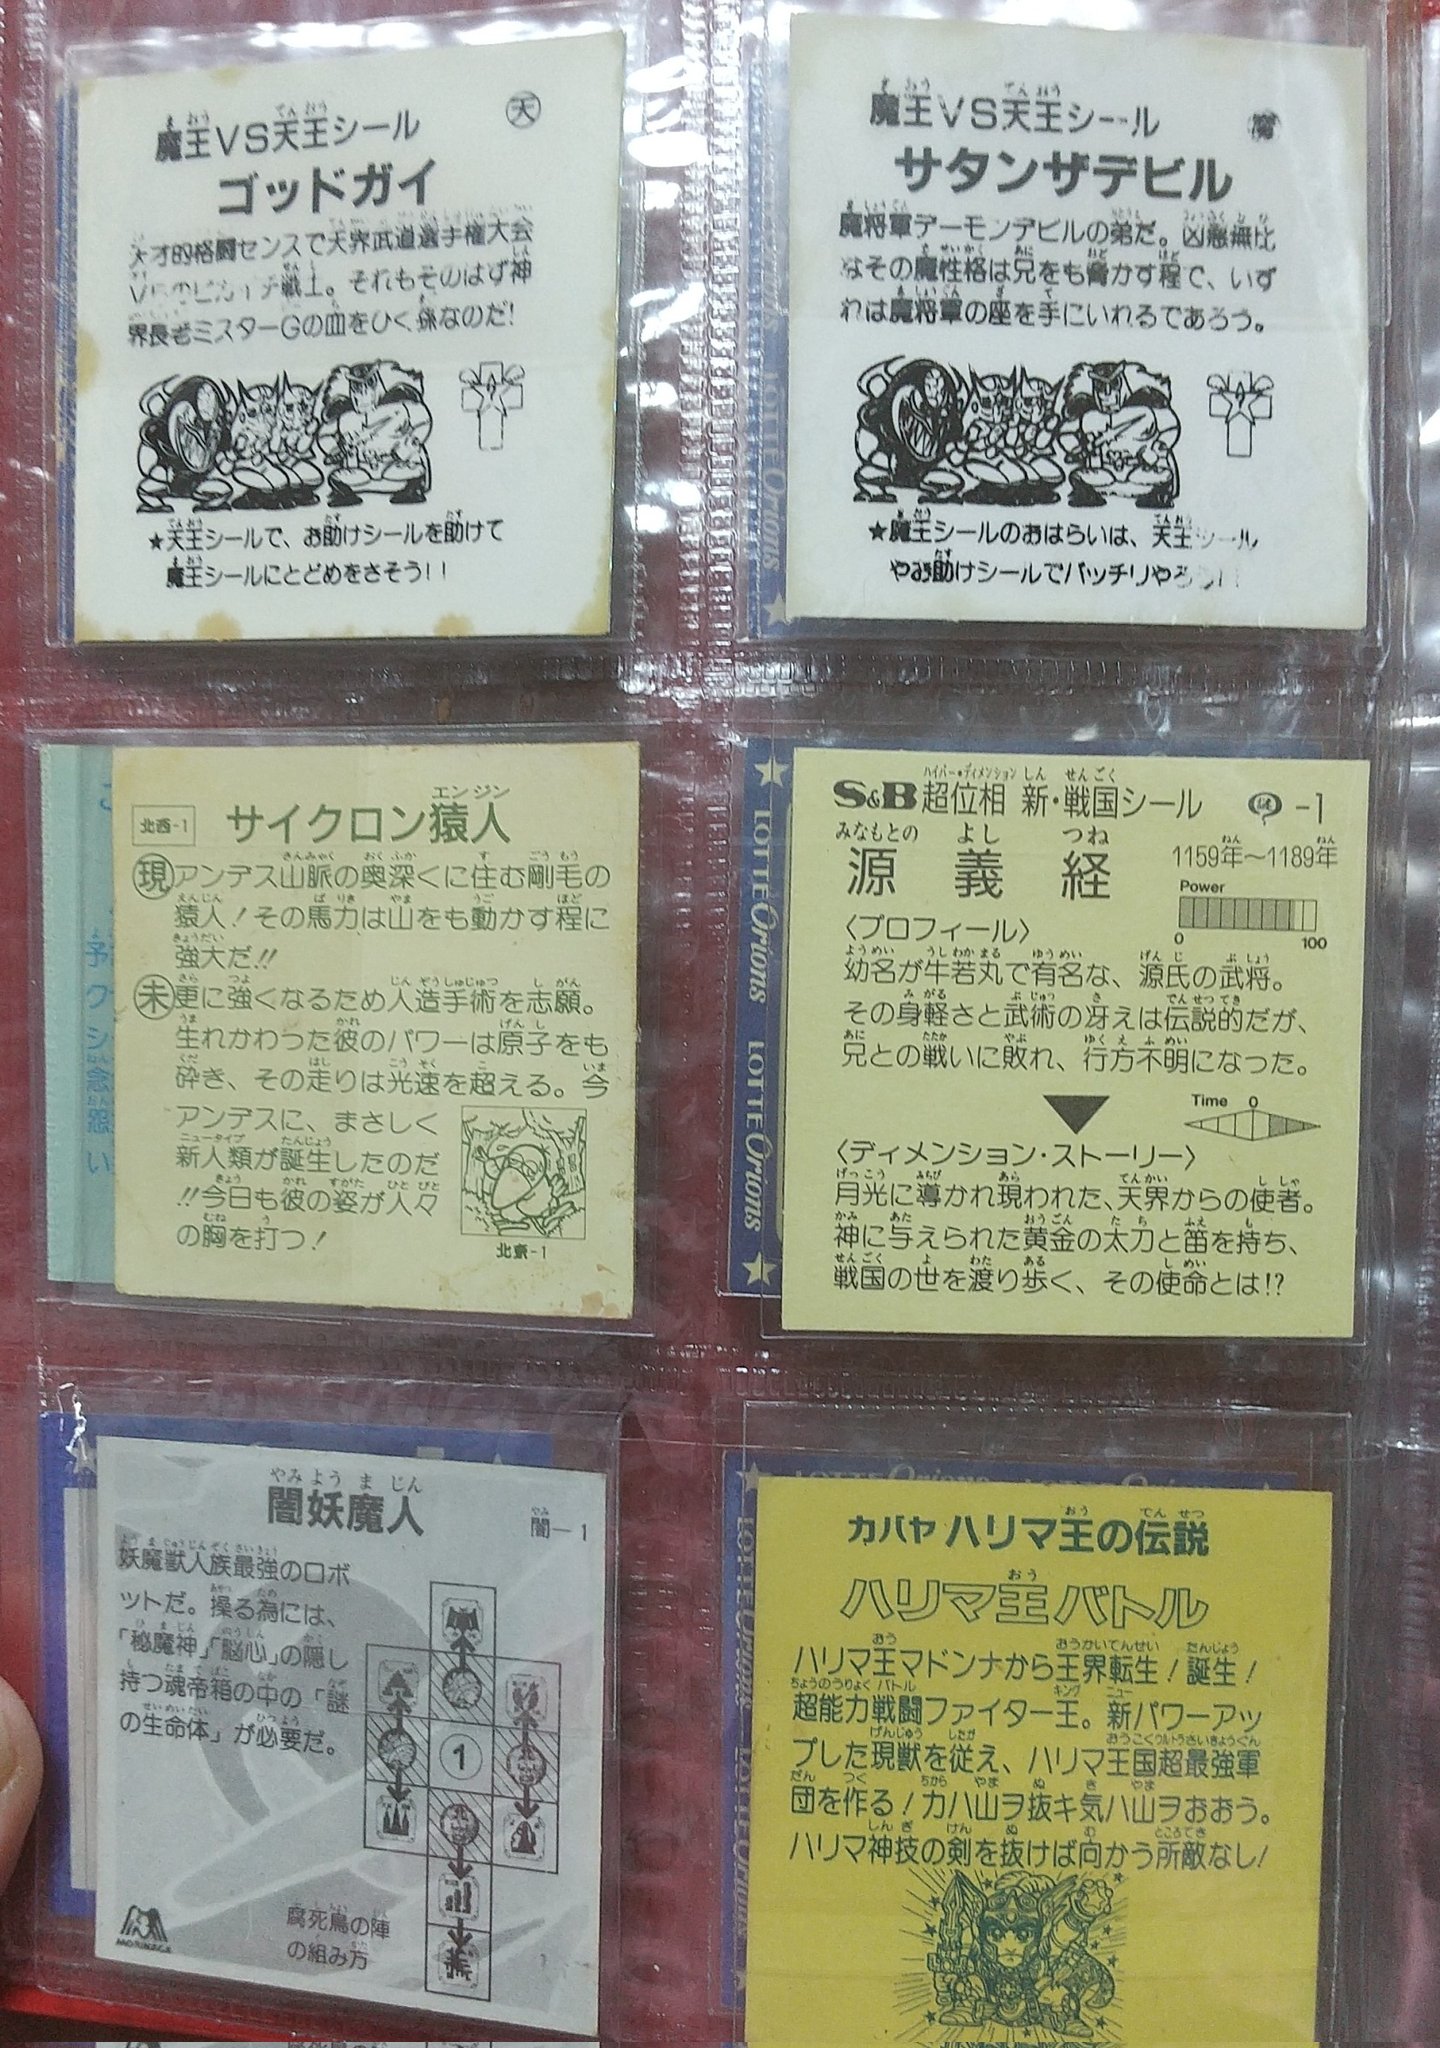 魔王VS天王シール
天
ゴッドガイ
天才的格闘センスで天界武道選手権大会
戦士。それもそのはず神
界長老ミスターGの血をひく孫なのだ!
★天王シールで、お助けシールを助けて
魔王シールにとどめをさそう!!
魔王VS天王シール
サタンザデビル
魔将軍デーモンデビルの弟だ。凶悪無比
なその魔性格は兄をも脅かす程で、いず
れは魔将軍の座を手にいれるであろう。
★魔王シールのおはらいは、天王シール
やお助けシールでバッチリやろう!!
北西-1
サイクロン猿人
現 アンデス山脈の奥深くに住む剛毛の
猿人!その馬力は山をも動かす程に
強大だ!!
未 更に強くなるため人造手術を志願。
生れかわった彼のパワーは原子をも
砕き、その走りは光速を超える。今
アンデスに、まさしく
新人類が誕生したのだ
!!今日も彼の姿が人々
の胸を打つ!
S&B 超位相 新・戦国シール
-1
源義経
1159年〜1189年
Power
0 100
〈プロフィール〉
幼名が牛若丸で有名な、源氏の武将。
その身軽さと武術の冴えは伝説的だが、
兄との戦いに敗れ、行方不明になった。
Time 0
〈ディメンション・ストーリー〉
月光に導かれ現われた、天界からの使者。
神に与えられた黄金の太刀と笛を持ち、
戦国の世を渡り歩く、その使命とは!?
LOTTE Orions
LOTTE
闇妖魔人
闇-1
妖魔獣人族最強のロボ
ットだ。操る為には、
「秘魔神」「脳心」の隠し
持つ魂帝箱の中の「謎
の生命体」が必要だ。
1
北
腐死鳥の陣
の組み方
MORINAGA
カバヤ ハリマ王の伝説
ハリマ王バトル
ハリマ王マドンナから王界転生!誕生!
超能力戦闘ファイター王。新パワーアッ
プした現獣を従え、ハリマ王国超最強軍
団を作る!力ハ山ヲ抜キ気ハ山ヲおおう。
ハリマ神技の剣を抜けば向かう所敵なし!